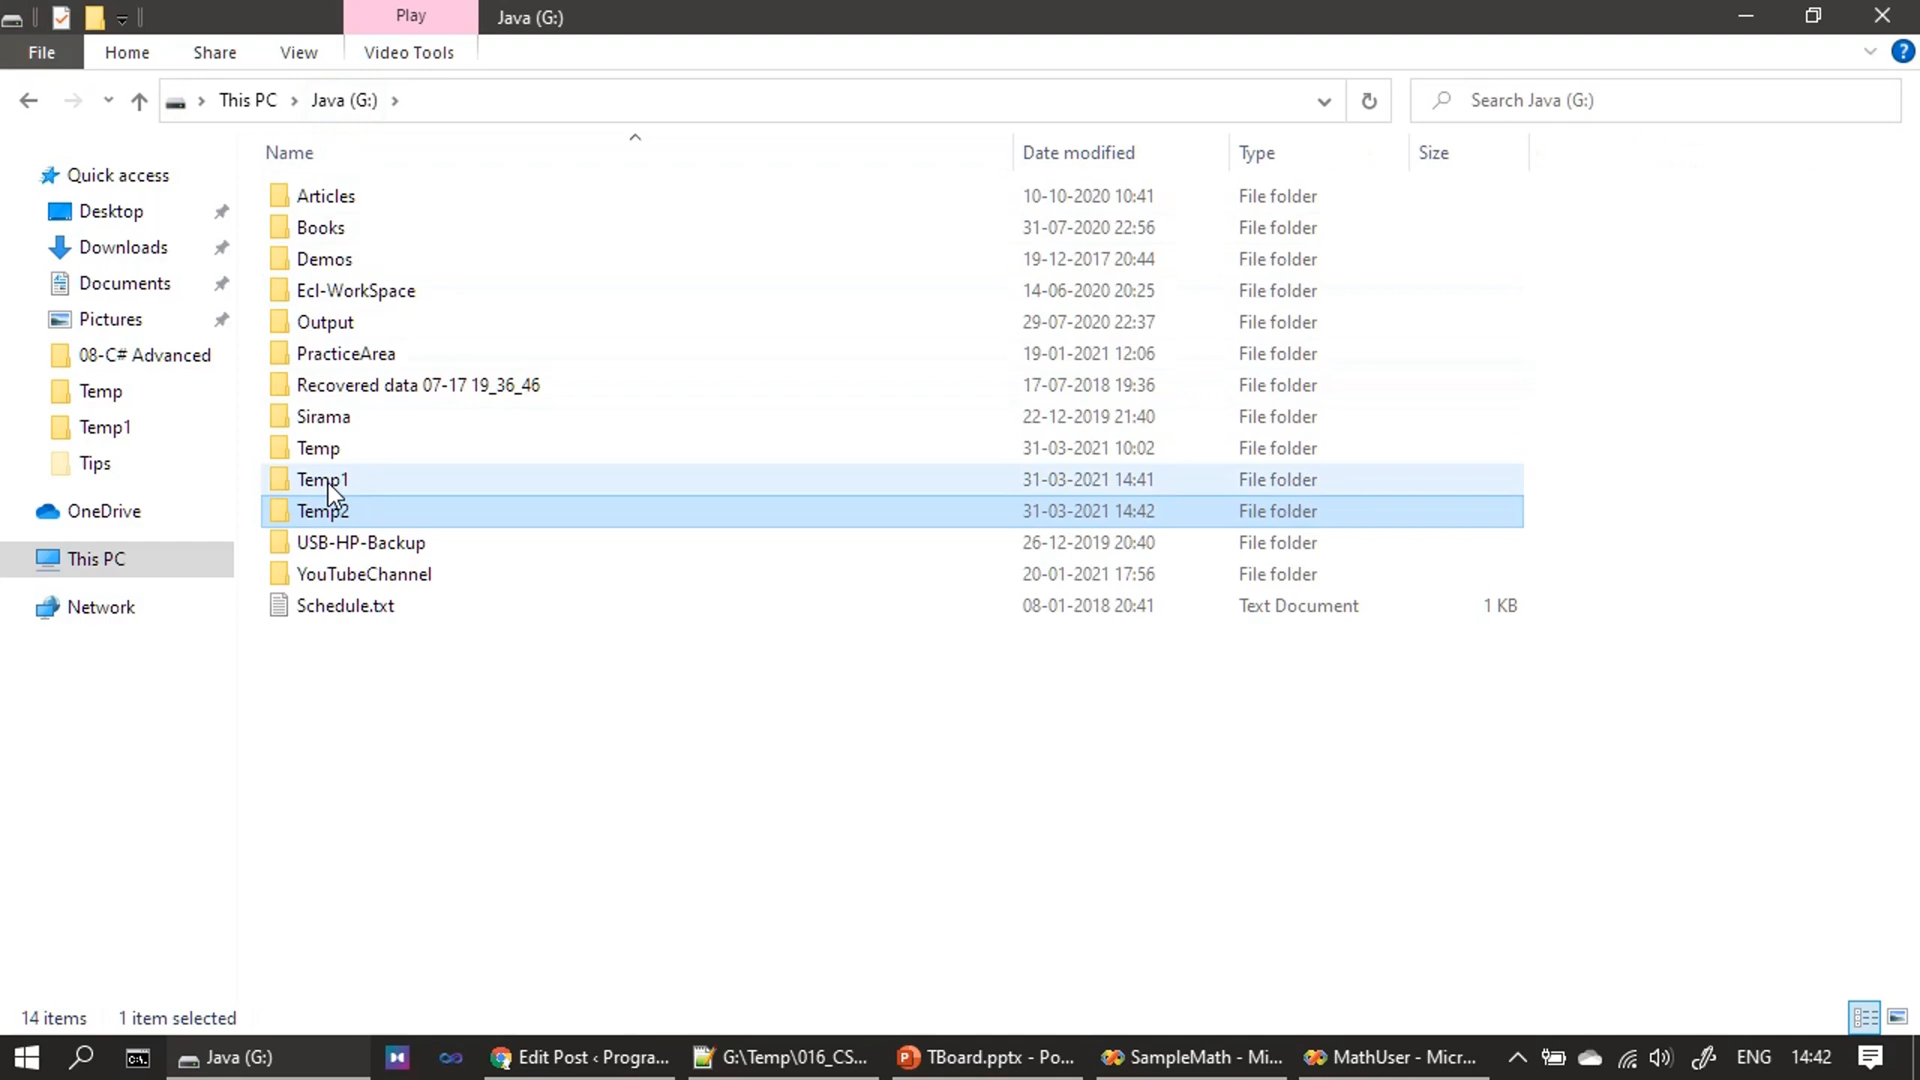 Play
Java (G:)
File
Home
Share
View
Video Tools
This PC
Java (G:)
Search Java (G:)
Name
Date modified
Type
Size
Quick access
Desktop
Downloads
Documents
Pictures
08-C# Advanced
Temp
Temp1
Tips
OneDrive
This PC
Network
Articles 10-10-2020 10:41 File folder
Books 31-07-2020 22:56 File folder
Demos 19-12-2017 20:44 File folder
Ecl-WorkSpace 14-06-2020 20:25 File folder
Output 29-07-2020 22:37 File folder
PracticeArea 19-01-2021 12:06 File folder
Recovered data 07-17 19_36_46 17-07-2018 19:36 File folder
Sirama 22-12-2019 21:40 File folder
Temp 31-03-2021 10:02 File folder
Temp1 31-03-2021 14:41 File folder
Temp2 31-03-2021 14:42 File folder
USB-HP-Backup 26-12-2019 20:40 File folder
YouTubeChannel 20-01-2021 17:56 File folder
Schedule.txt 08-01-2018 20:41 Text Document 1 KB
14 items 1 item selected
Java (G:)
Edit Post ‹ Progra...
G:\Temp\016_CS...
TBoard.pptx - Po...
SampleMath - Mi...
MathUser - Micr...
ENG
14:42